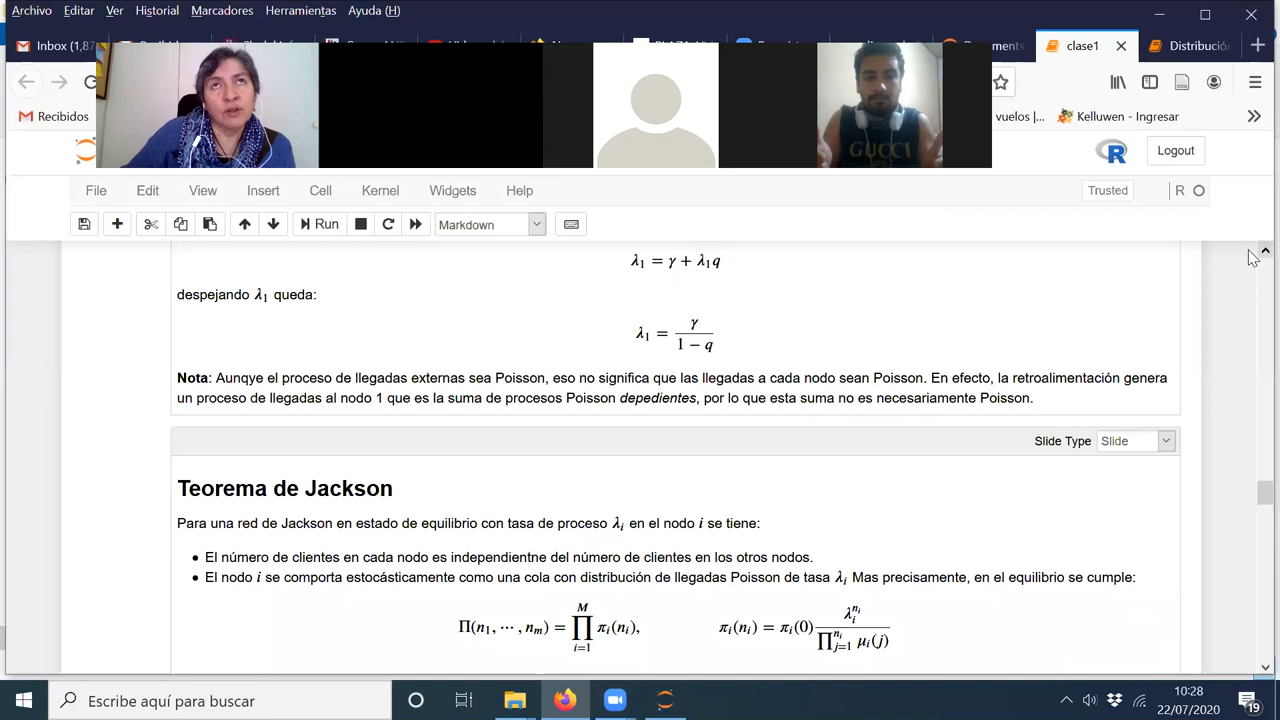 Archivo Editar Ver Historial Marcadores Herramientas Ayuda (H)
Inbox (1,87
clase1
Distribució
Recibidos
vuelos |...
Kelluwen - Ingresar
GUCCI
Logout
File Edit View Insert Cell Kernel Widgets Help
Trusted
R
Run
Markdown
λ₁ = γ + λ₁q
despejando λ₁ queda:
λ₁ = γ / (1 − q)
Nota: Aunqye el proceso de llegadas externas sea Poisson, eso no significa que las llegadas a cada nodo sean Poisson. En efecto, la retroalimentación genera
un proceso de llegadas al nodo 1 que es la suma de procesos Poisson depedientes, por lo que esta suma no es necesariamente Poisson.
Slide Type Slide
Teorema de Jackson
Para una red de Jackson en estado de equilibrio con tasa de proceso λᵢ en el nodo i se tiene:
El número de clientes en cada nodo es independientne del número de clientes en los otros nodos.
El nodo i se comporta estocásticamente como una cola con distribución de llegadas Poisson de tasa λᵢ Mas precisamente, en el equilibrio se cumple:
Π(n₁, ⋯ , nₘ) = ∏_{i=1}^{M} πᵢ(nᵢ), πᵢ(nᵢ) = πᵢ(0) λᵢ^{nᵢ} / ∏_{j=1}^{nᵢ} μᵢ(j)
Escribe aquí para buscar
10:28
22/07/2020
19